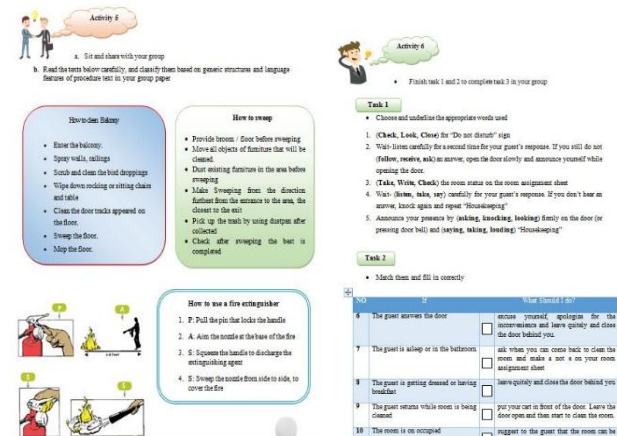 Activity 5
a. Sit and share with your group
b. Read the texts below carefully, and classify them based on generic structures and language
features of procedure text in your group paper
How to clean Balcony
• Enter the balcony.
• Spray walls, railings
• Scrub and clean the bird droppings
• Wipe down rocking or sitting chairs
and table
• Clean the door tracks appeared on
the floor.
• Sweep the floor.
• Mop the floor.
How to sweep
• Provide broom / floor before sweeping
• Move all objects of furniture that will be
cleaned.
• Dust existing furniture in the area before
sweeping
• Make Sweeping from the direction
furthest from the entrance to the area, the
closest to the exit
• Pick up the trash by using dustpan after
collected
• Check after sweeping the best is
completed
P
A
S
S
How to use a fire extinguisher
1. P: Pull the pin that locks the handle
2. A: Aim the nozzle at the base of the fire
3. S: Squeeze the handle to discharge the
extinguishing agent
4. S: Sweep the nozzle from side to side, to
cover the fire
Activity 6
• Finish task 1 and 2 to complete task 3 in your group
Task 1
• Choose and underline the appropriate words used
1. (Check, Look, Close) for "Do not disturb" sign
2. Wait- listen carefully for a second time for your guest's response. If you still do not
(follow, receive, ask) an answer, open the door slowly and announce yourself while
opening the door.
3. (Take, Write, Check) the room status on the room assignment sheet
4. Wait- (listen, take, say) carefully for your guest's response. If you don't hear an
answer, knock again and repeat "Housekeeping"
5. Announce your presence by (asking, knocking, looking) firmly on the door (or
pressing door bell) and (saying, taking, louding) "Housekeeping"
Task 2
• Match them and fill in correctly
NO If What Should I do?
6 The guest answers the door excuse yourself, apologize for the
inconvenience and leave quitely and close
the door behind you.
7 The guest is asleep or in the bathroom ask when you can come back to clean the
room and make a not e on your room
assignment sheet
8 The guest is getting dressed or having leave quitely and close the door behind you
breakfast
9 The guest returns while room is being put your cart in front of the door. Leave the
cleaned door open and then start to clean the room.
10 The room is on occupied suggest to the guest that the room can be